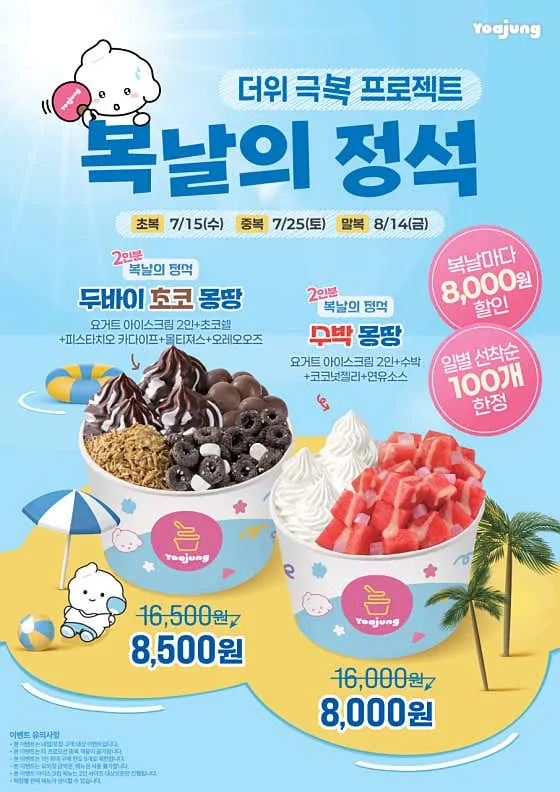 Yoajung
Yoajung
더위 극복 프로젝트
복날의 정석
초복 7/15(수) 중복 7/25(토) 말복 8/14(금)
복날마다
8,000원
할인
일별 선착순
100개
한정
2인분
복날의 정석
두바이 초코 몽땅
요거트 아이스크림 2인+초코쉘
+피스타치오 카다이프+몰티져스+오레오오즈
2인분
복날의 정석
수박 몽땅
요거트 아이스크림 2인+수박
+코코넛젤리+연유소스
Yoajung
Yoajung
16,500원
8,500원
16,000원
8,000원
이벤트 유의사항